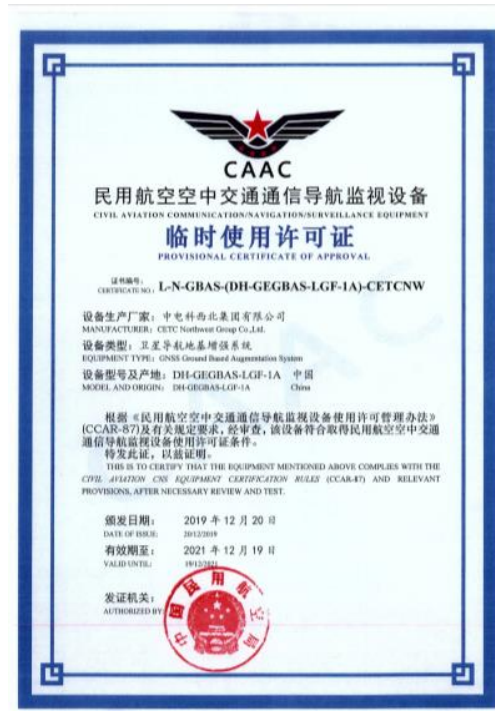 CAAC
民用航空空中交通通信导航监视设备
CIVIL AVIATION COMMUNICATION/NAVIGATION/SURVEILLANCE EQUIPMENT
临时使用许可证
PROVISIONAL CERTIFICATE OF APPROVAL
证书编号:
CERTIFICATE NO.: L-N-GBAS-(DH-GEGBAS-LGF-1A)-CETCNW
设备生产厂家: 中电科西北集团有限公司
MANUFACTURER: CETC Northwest Group Co.,Ltd.
设备类型: 卫星导航地基增强系统
EQUIPMENT TYPE: GNSS Ground Based Augmentation System
设备型号及产地: DH-GEGBAS-LGF-1A 中国
MODEL AND ORIGIN: DH-GEGBAS-LGF-1A China
根据《民用航空空中交通通信导航监视设备使用许可管理办法》
(CCAR-87)及有关规定要求,经审查,该设备符合取得民用航空空中交通
通信导航监视设备使用许可证条件。
特发此证,以兹证明。
THIS IS TO CERTIFY THAT THE EQUIPMENT MENTIONED ABOVE COMPLIES WITH THE
CIVIL AVIATION CNS EQUIPMENT CERTIFICATION RULES (CCAR-87) AND RELEVANT
PROVISIONS, AFTER NECESSARY REVIEW AND TEST.
颁发日期: 2019 年 12 月 20 日
DATE OF ISSUE: 20/12/2019
有效期至: 2021 年 12 月 19 日
VALID UNTIL: 19/12/2021
发证机关:
AUTHORIZED BY:
中国民用航空局